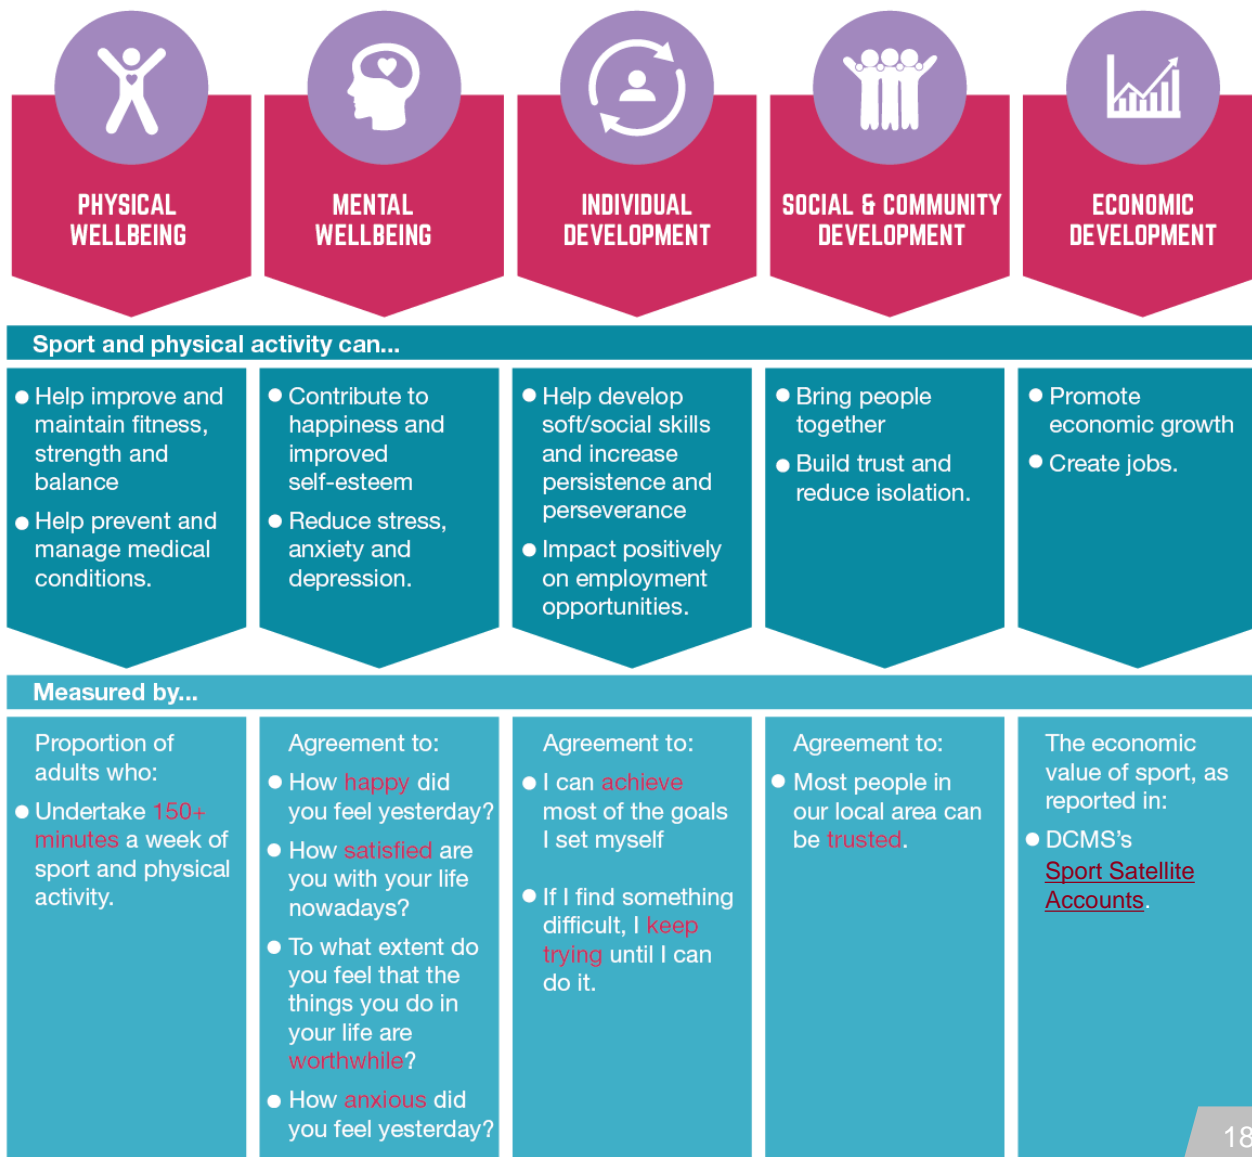 PHYSICAL
WELLBEING
MENTAL
WELLBEING
INDIVIDUAL
DEVELOPMENT
SOCIAL & COMMUNITY
DEVELOPMENT
ECONOMIC
DEVELOPMENT
Sport and physical activity can...
● Help improve and
maintain fitness,
strength and
balance
● Help prevent and
manage medical
conditions.
● Contribute to
happiness and
improved
self-esteem
● Reduce stress,
anxiety and
depression.
● Help develop
soft/social skills
and increase
persistence and
perseverance
● Impact positively
on employment
opportunities.
● Bring people
together
● Build trust and
reduce isolation.
● Promote
economic growth
● Create jobs.
Measured by...
Proportion of
adults who:
● Undertake 150+
minutes a week of
sport and physical
activity.
Agreement to:
● How happy did
you feel yesterday?
● How satisfied are
you with your life
nowadays?
● To what extent do
you feel that the
things you do in
your life are
worthwhile?
● How anxious did
you feel yesterday?
Agreement to:
● I can achieve
most of the goals
I set myself
● If I find something
difficult, I keep
trying until I can
do it.
Agreement to:
● Most people in
our local area can
be trusted.
The economic
value of sport, as
reported in:
● DCMS's
Sport Satellite
Accounts.
18